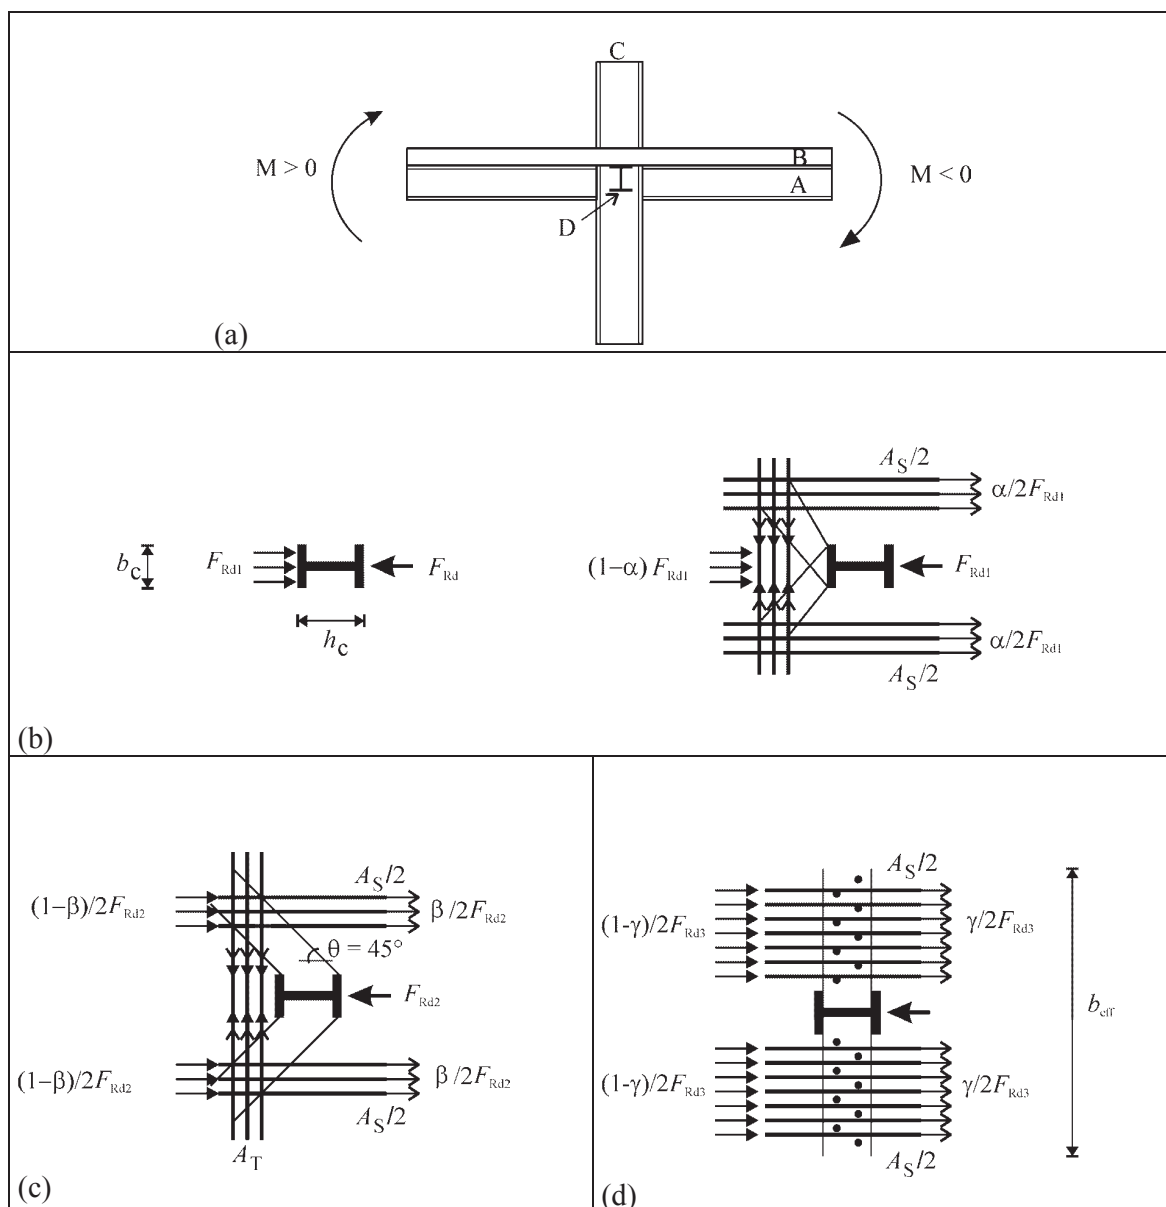 C
M > 0
B
A
M < 0
D
(a)
A_S/2
α/2F_Rd1
b_c
F_Rd1
F_Rd
(1−α) F_Rd1
F_Rd1
h_c
α/2F_Rd1
A_S/2
(b)
A_S/2
(1−β)/2F_Rd2
β/2F_Rd2
θ = 45°
F_Rd2
(1−β)/2F_Rd2
β/2F_Rd2
A_S/2
A_T
(c)
A_S/2
(1-γ)/2F_Rd3
γ/2F_Rd3
b_eff
(1-γ)/2F_Rd3
γ/2F_Rd3
A_S/2
(d)